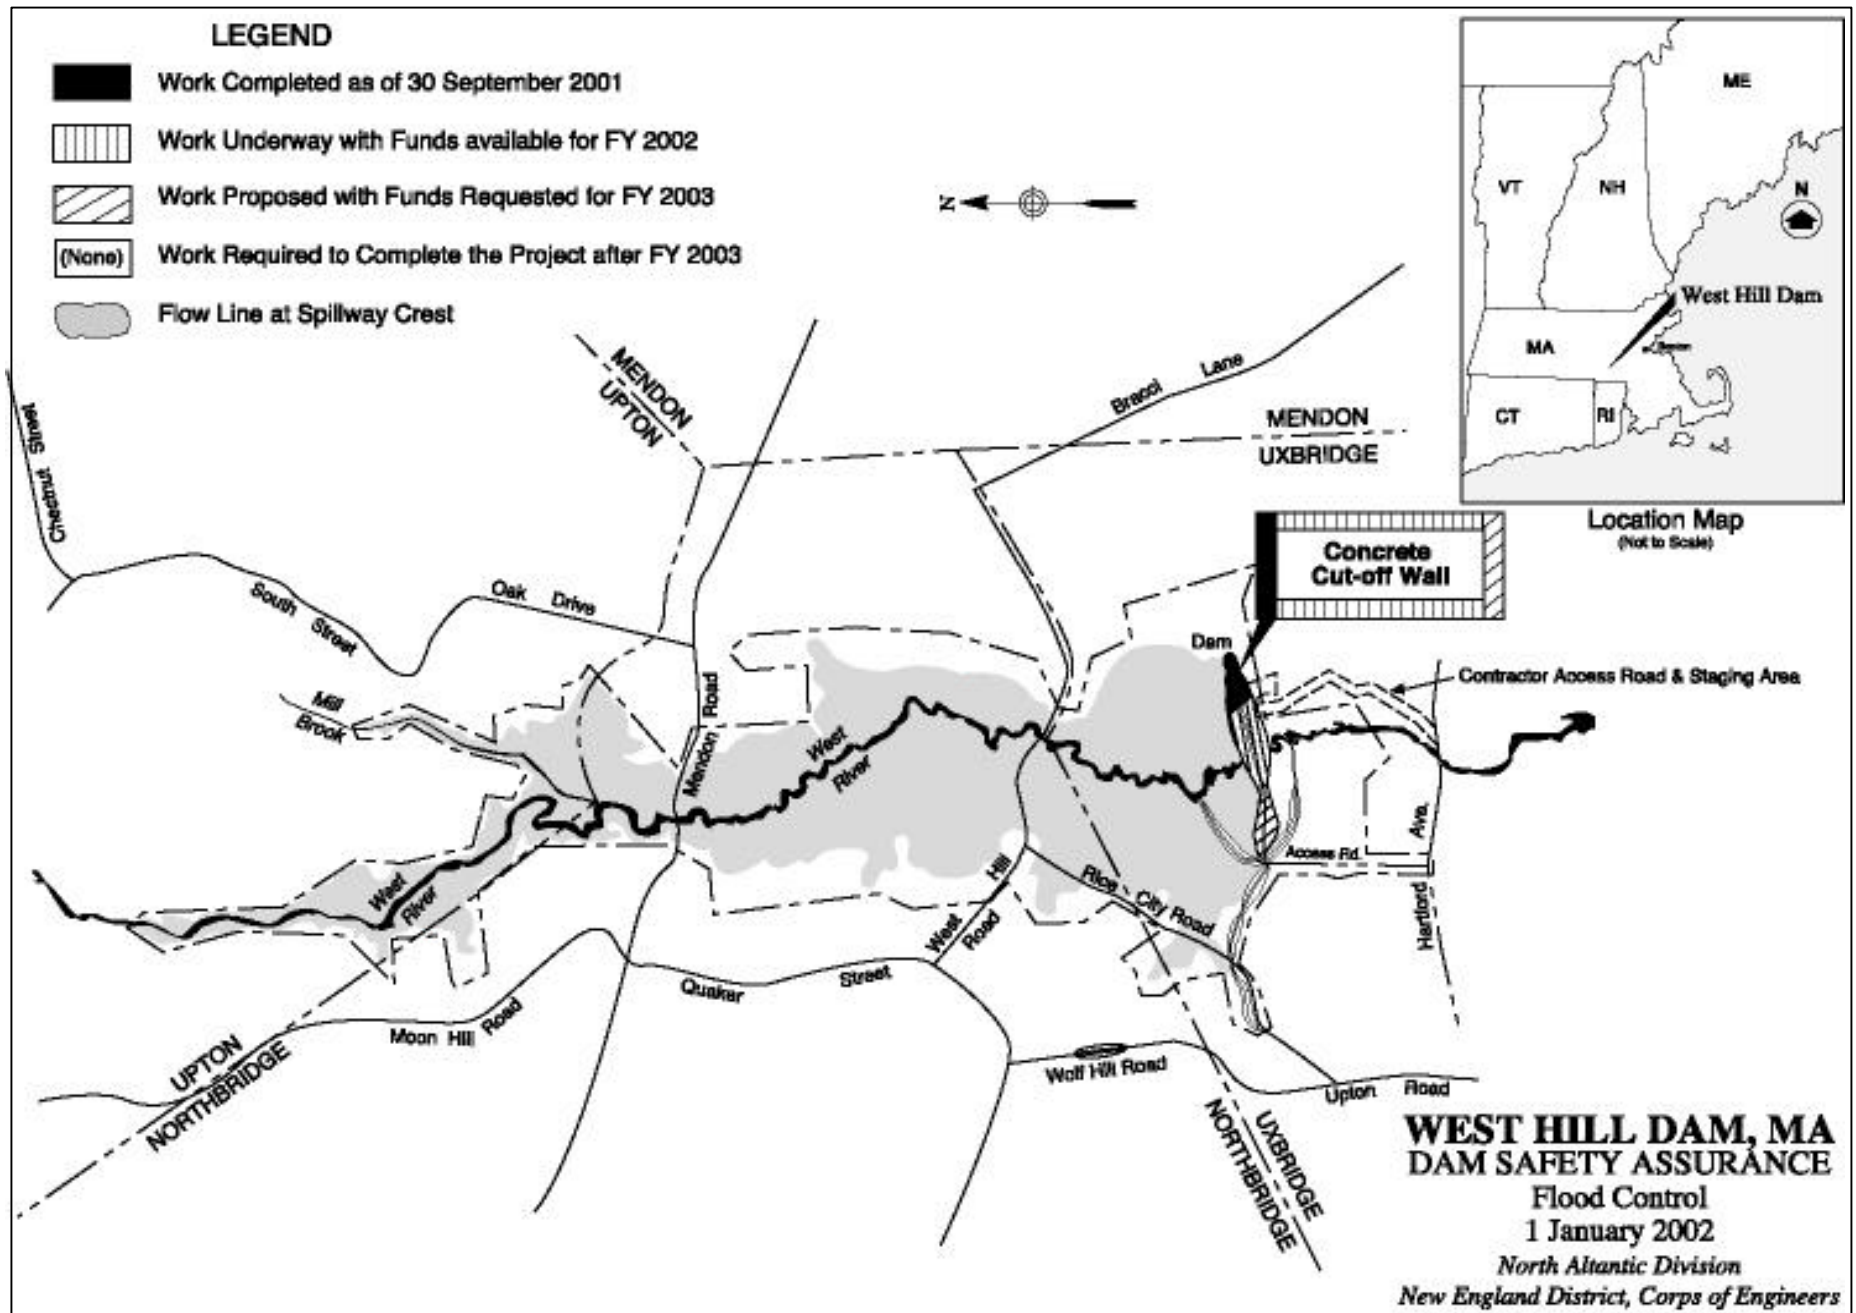 LEGEND
Work Completed as of 30 September 2001
Work Underway with Funds available for FY 2002
Work Proposed with Funds Requested for FY 2003
(None)
Work Required to Complete the Project after FY 2003
Flow Line at Spillway Crest
N
ME
VT
NH
N
West Hill Dam
MA
Boston
CT
RI
Location Map
(Not to Scale)
Chestnut Street
MENDON
UPTON
Bracci Lane
MENDON
UXBRIDGE
Concrete
Cut-off Wall
South Street
Oak Drive
Dam
Contractor Access Road & Staging Area
Mill
Brook
Mendon Road
West
River
West
River
Access Rd.
Hartford Ave.
Rice City Road
West Hill
Road
Quaker Street
Moon Hill Road
UPTON
NORTHBRIDGE
Wolf Hill Road
Upton Road
UXBRIDGE
NORTHBRIDGE
WEST HILL DAM, MA
DAM SAFETY ASSURANCE
Flood Control
1 January 2002
North Altantic Division
New England District, Corps of Engineers